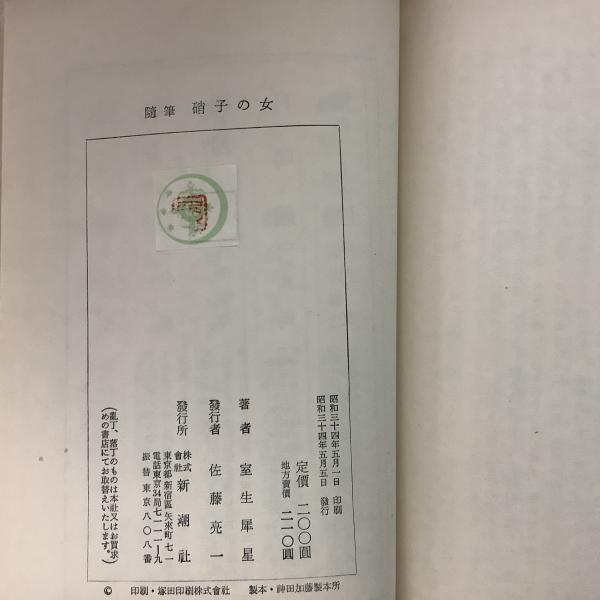 隨筆 硝子の女
昭和三十四年五月一日 印刷
昭和三十四年五月五日 發行
定價 二〇〇圓
地方賣價 二一〇圓
著者 室生犀星
發行者 佐藤亮一
發行所 株式會社 新潮社
東京都新宿區矢來町七一
電話東京34局七一一一~九
振替東京八〇八番
(亂丁、落丁のものは本社又はお買求
めの書店にてお取替えいたします。)
© 印刷・塚田印刷株式會社 製本・神田加藤製本所